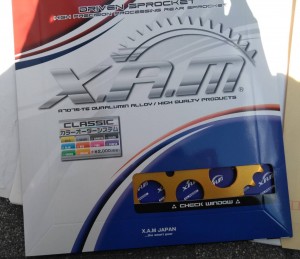 DRIVEN SPROCKET
HIGH PRECISION PROCESSING REAR SPROCKET
X.A.M
A7075-T6 DURALUMIN ALLOY / HIGH QUALITY PRODUCTS
CLASSIC
カラーオーダーシステム
⚠ CHECK WINDOW ⚠
X.A.M JAPAN